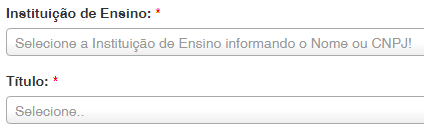 Instituição de Ensino: *
Selecione a Instituição de Ensino informando o Nome ou CNPJ!
Título: *
Selecione..